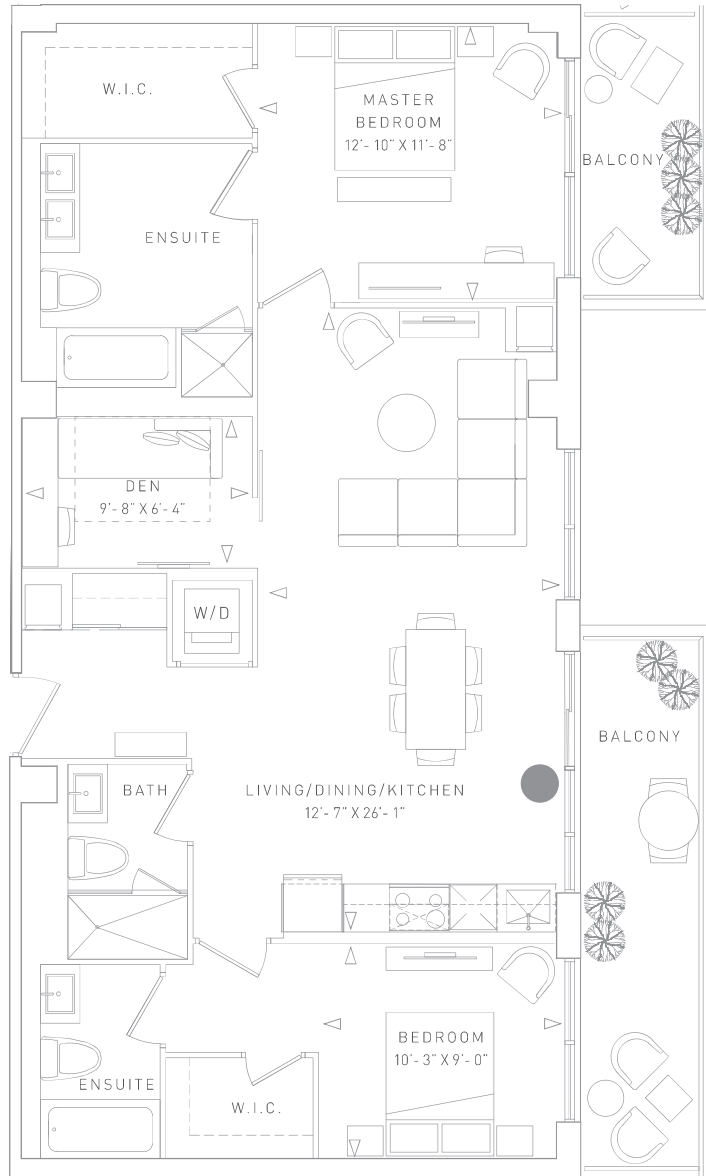 W.I.C.
MASTER
BEDROOM
12'- 10" X 11'- 8"
BALCONY
ENSUITE
DEN
9'- 8" X 6'- 4"
W/D
BALCONY
BATH
LIVING/DINING/KITCHEN
12'- 7" X 26'- 1"
BEDROOM
10'- 3" X 9'- 0"
ENSUITE
W.I.C.